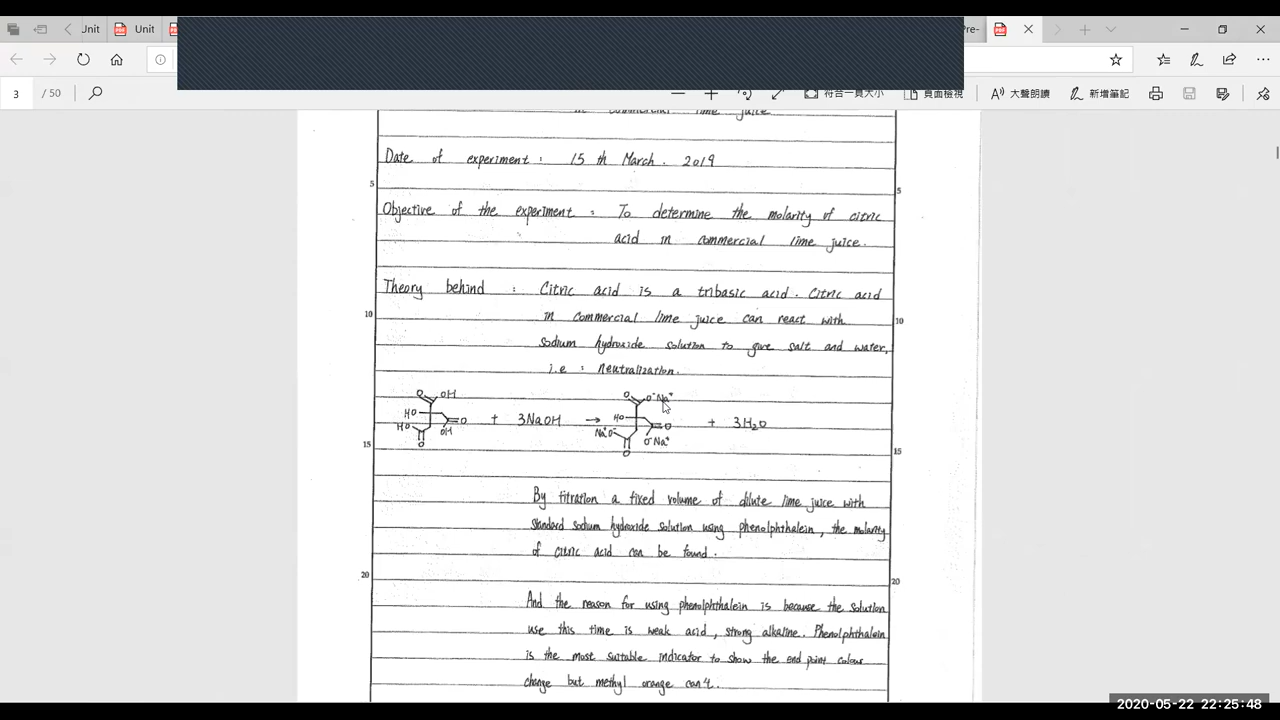 Unit
Unit
Pre-
3 / 50
符合一頁大小
頁面檢視
大聲朗讀
新增筆記
in commercial lime juice
Date of experiment : 15 th March. 2019
5
5
Objective of the experiment : To determine the molarity of citric
acid in commercial lime juice.
Theory behind : Citric acid is a tribasic acid. Citric acid
10
in commercial lime juice can react with
10
sodium hydroxide solution to give salt and water,
i.e : Neutralization.
O OH
HO
HO
O
OH
O
+ 3NaOH →
O O⁻Na⁺
HO
Na⁺O⁻
O
O⁻Na⁺
O
+ 3H₂O
15
15
By titration a fixed volume of dilute lime juice with
standard sodium hydroxide solution using phenolphthalein, the molarity
of citric acid can be found.
20
20
And the reason for using phenolphthalein is because the solution
use this time is weak acid, strong alkaline. Phenolphthalein
is the most suitable indicator to show the end point colour
change but methyl orange can't.
2020-05-22 22:25:48